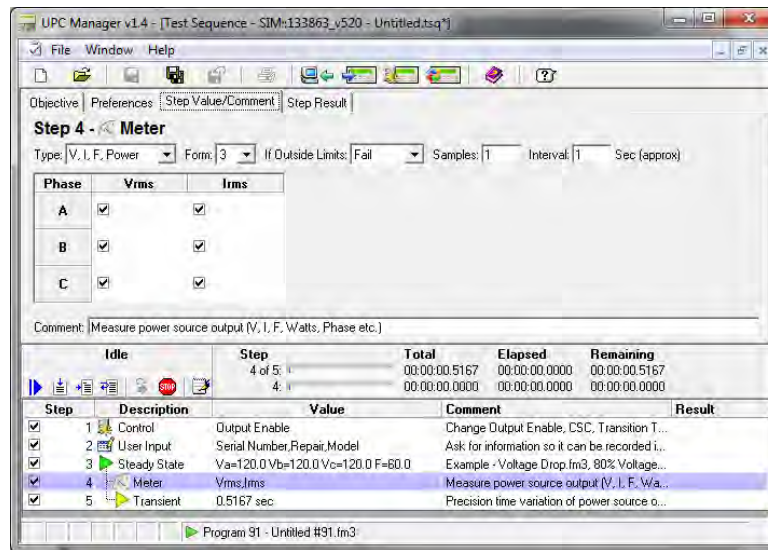 UPC Manager v1.4 - [Test Sequence - SIM::133863_v520 - Untitled.tsq*]
File Window Help
Objective Preferences Step Value/Comment Step Result
Step 4 - Meter
Type: V, I, F, Power Form: 3 If Outside Limits: Fail Samples: 1 Interval: 1 Sec (approx)
Phase Vrms Irms
A
B
C
Comment: Measure power source output (V, I, F, Watts, Phase etc.)
Idle Step Total Elapsed Remaining
4 of 5: 00:00:00.5167 00:00:00.0000 00:00:00.5167
4: 00:00:00.0000 00:00:00.0000 00:00:00.0000
STOP
Step Description Value Comment Result
1 Control Output Enable Change Output Enable, CSC, Transition T...
2 User Input Serial Number,Repair,Model Ask for information so it can be recorded i...
3 Steady State Va=120.0 Vb=120.0 Vc=120.0 F=60.0 Example - Voltage Drop.fm3, 80% Voltage...
4 Meter Vrms,Irms Measure power source output (V, I, F, Wa...
5 Transient 0.5167 sec Precision time variation of power source o...
Program 91 - Untitled #91.fm3